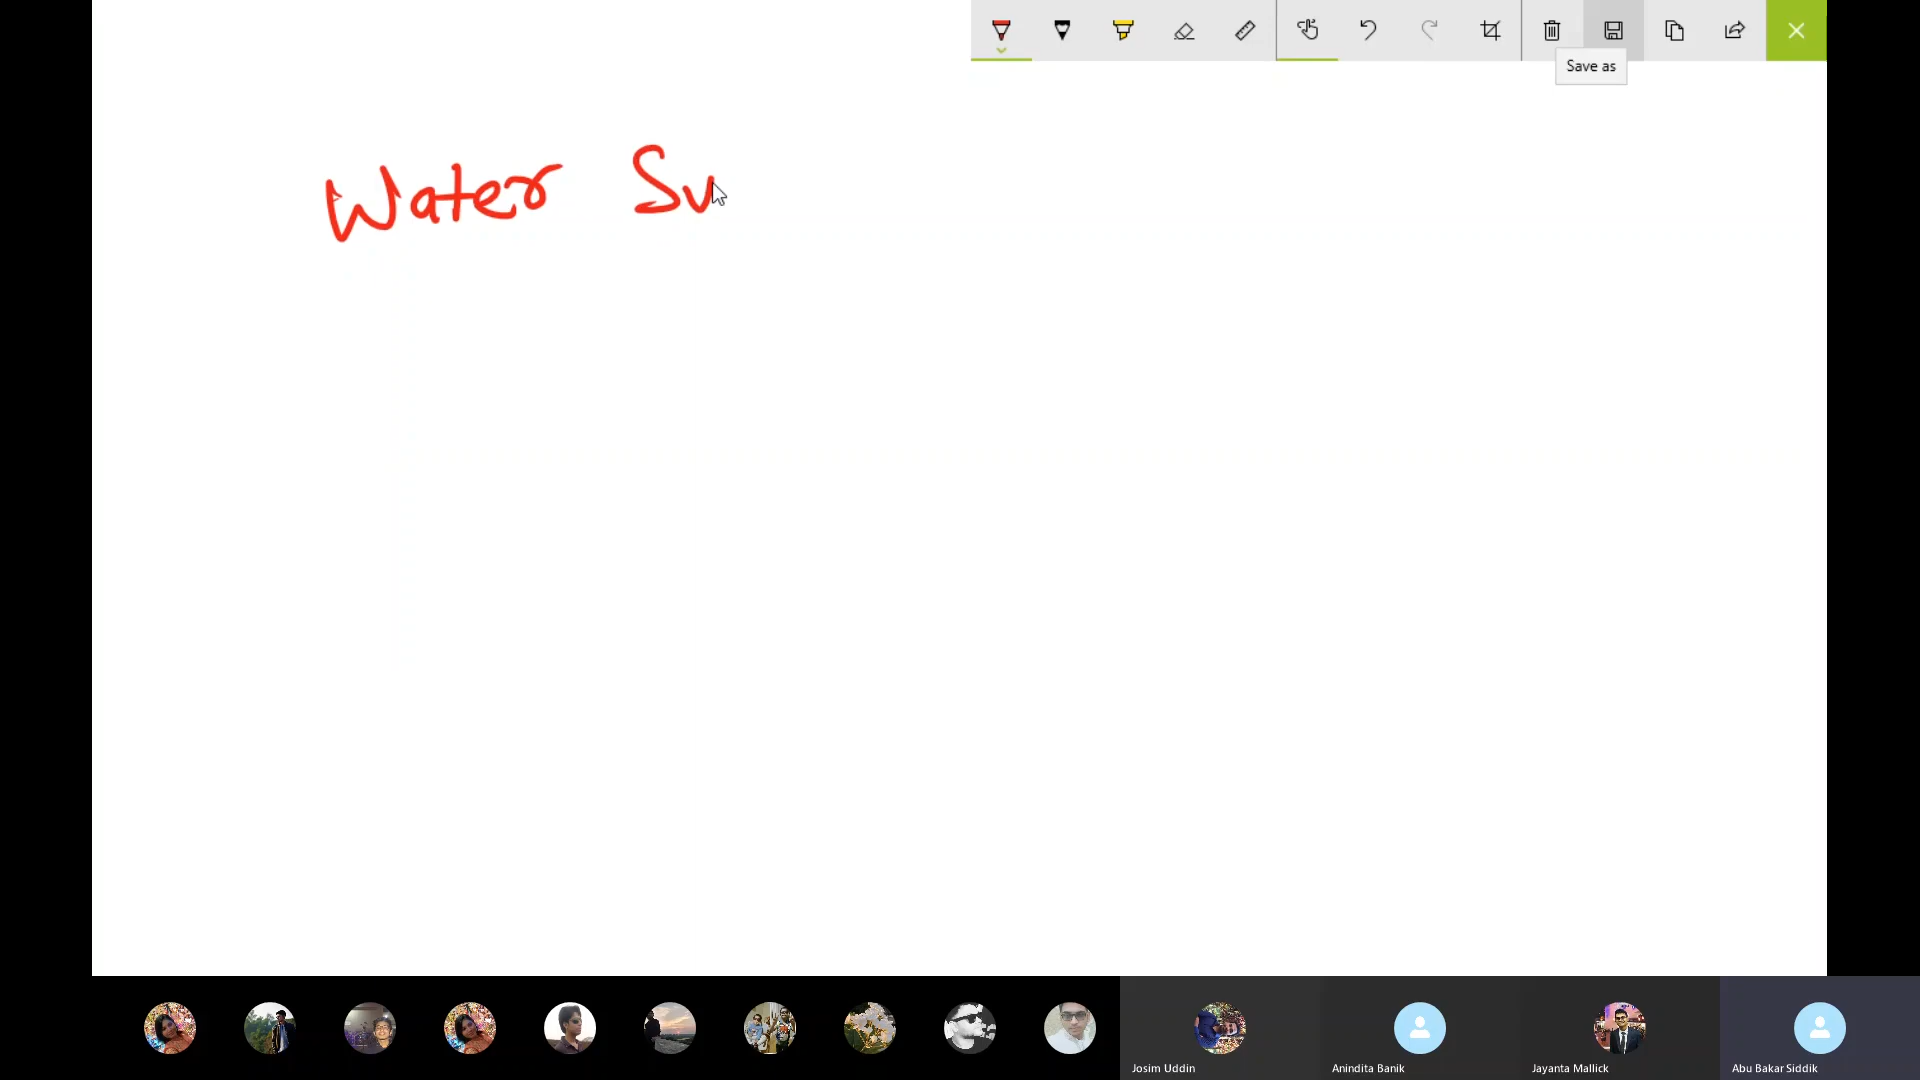 Save as
Water Su
Josim Uddin
Anindita Banik
Jayanta Mallick
Abu Bakar Siddik